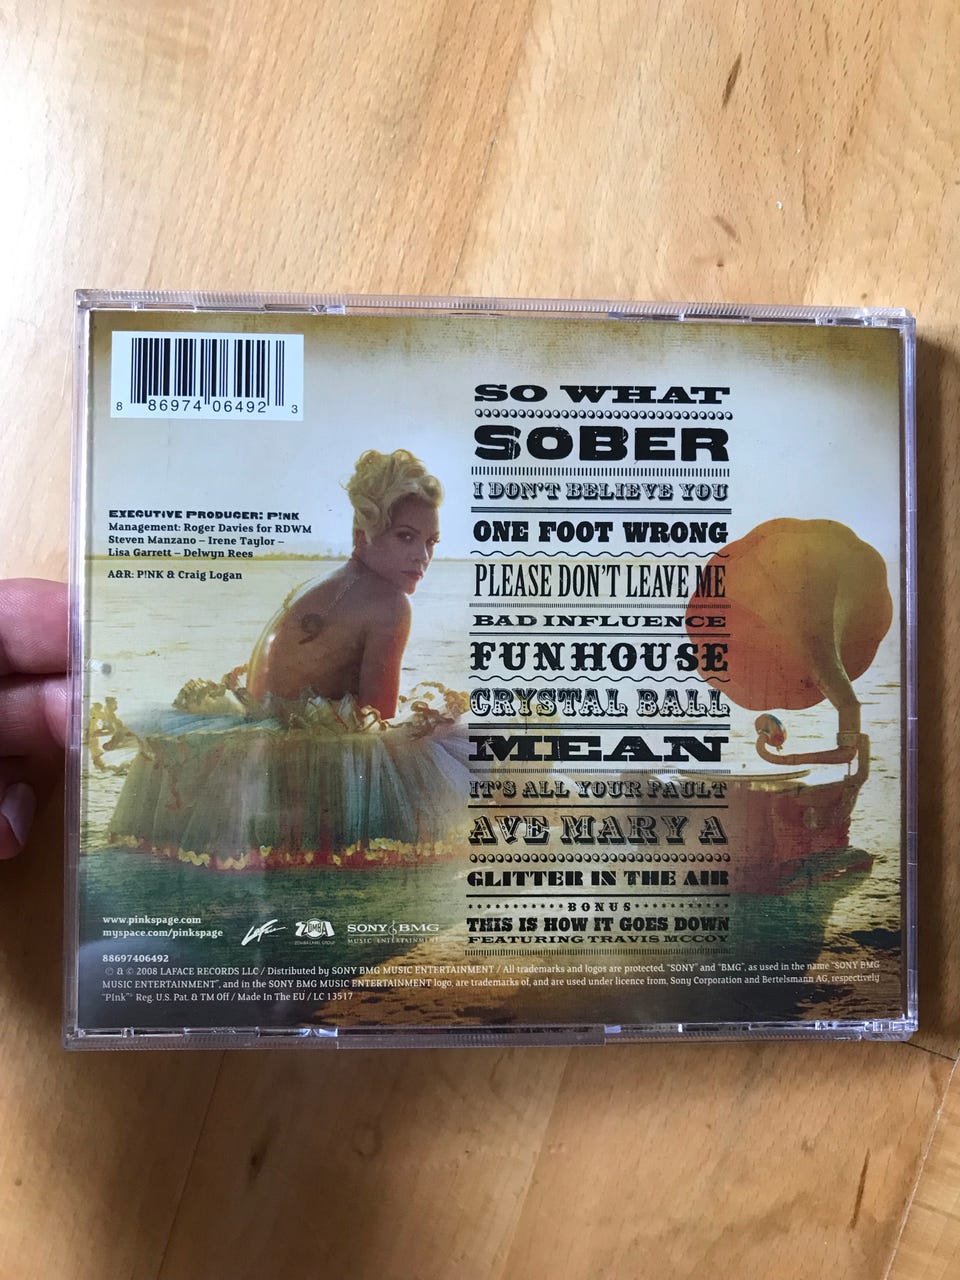 8 86974 06492 3
EXECUTIVE PRODUCER: P!NK
Management: Roger Davies for RDWM
Steven Manzano – Irene Taylor –
Lisa Garrett – Delwyn Rees
A&R: P!NK & Craig Logan
SO WHAT
SOBER
I DON'T BELIEVE YOU
ONE FOOT WRONG
PLEASE DON'T LEAVE ME
BAD INFLUENCE
FUNHOUSE
CRYSTAL BALL
MEAN
IT'S ALL YOUR FAULT
AVE MARY A
GLITTER IN THE AIR
BONUS
THIS IS HOW IT GOES DOWN
FEATURING TRAVIS MCCOY
www.pinkspage.com
myspace.com/pinkspage
LaFace
ZOMBA
ZOMBA LABEL GROUP
SONY BMG
MUSIC ENTERTAINMENT
88697406492
℗ & © 2008 LAFACE RECORDS LLC / Distributed by SONY BMG MUSIC ENTERTAINMENT / All trademarks and logos are protected. "SONY" and "BMG", as used in the name "SONY BMG
MUSIC ENTERTAINMENT", and in the SONY BMG MUSIC ENTERTAINMENT logo, are trademarks of, and are used under licence from, Sony Corporation and Bertelsmann AG, respectively
"P!nk"® Reg. U.S. Pat. & TM Off / Made In The EU / LC 13517